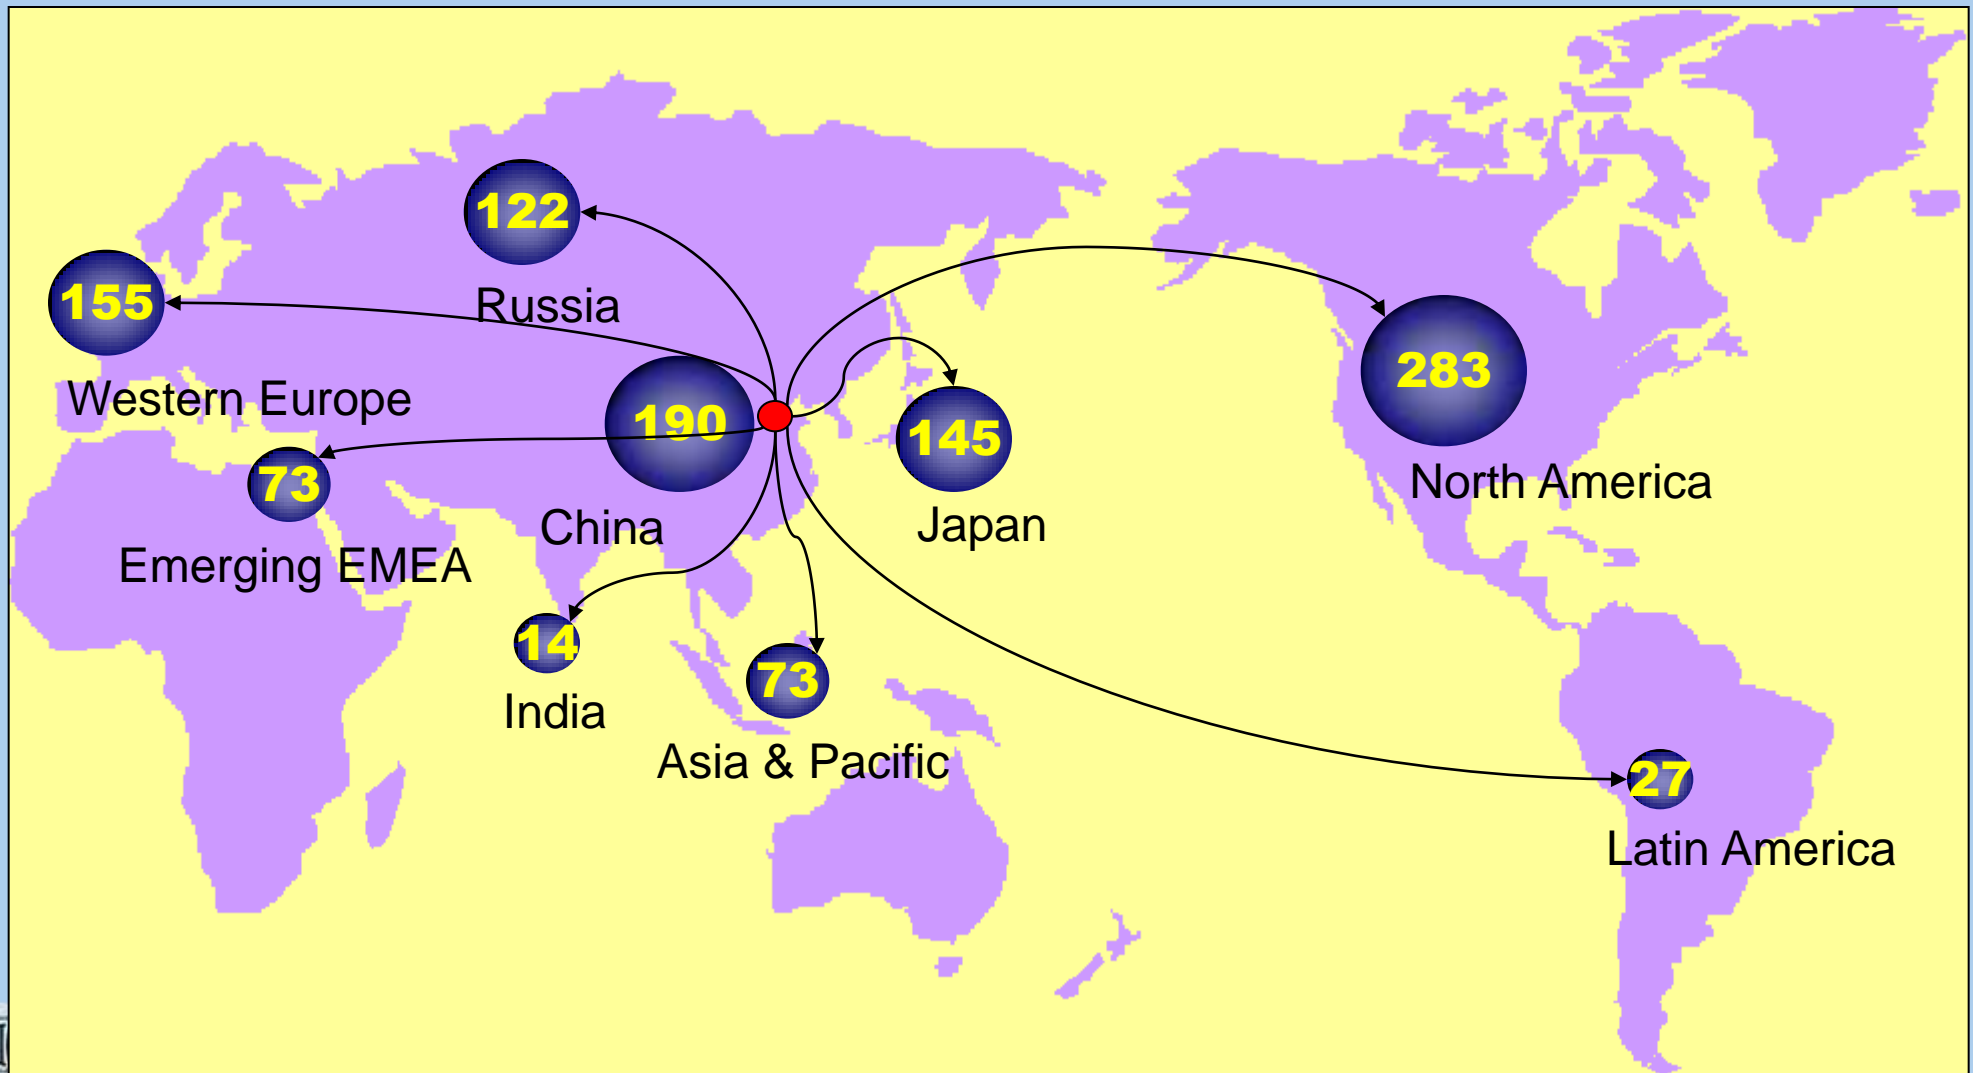 122
Russia
155
Western Europe
283
North America
190
China
145
Japan
73
Emerging EMEA
14
India
73
Asia & Pacific
27
Latin America